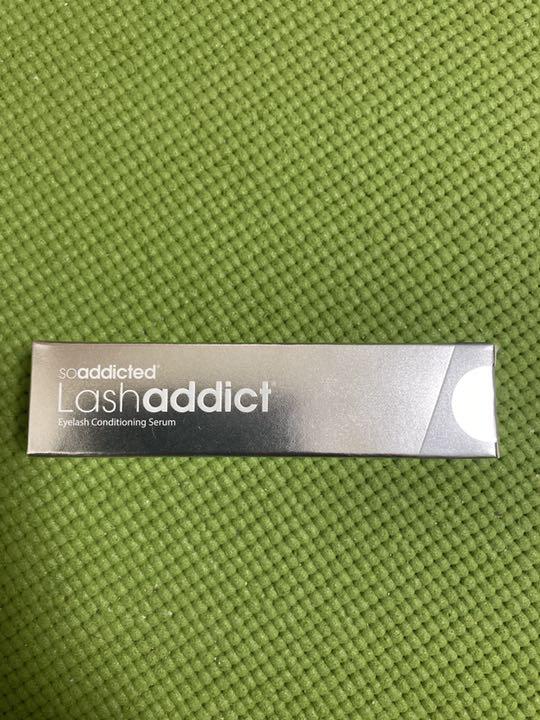 soaddicted®
Lashaddict®
Eyelash Conditioning Serum